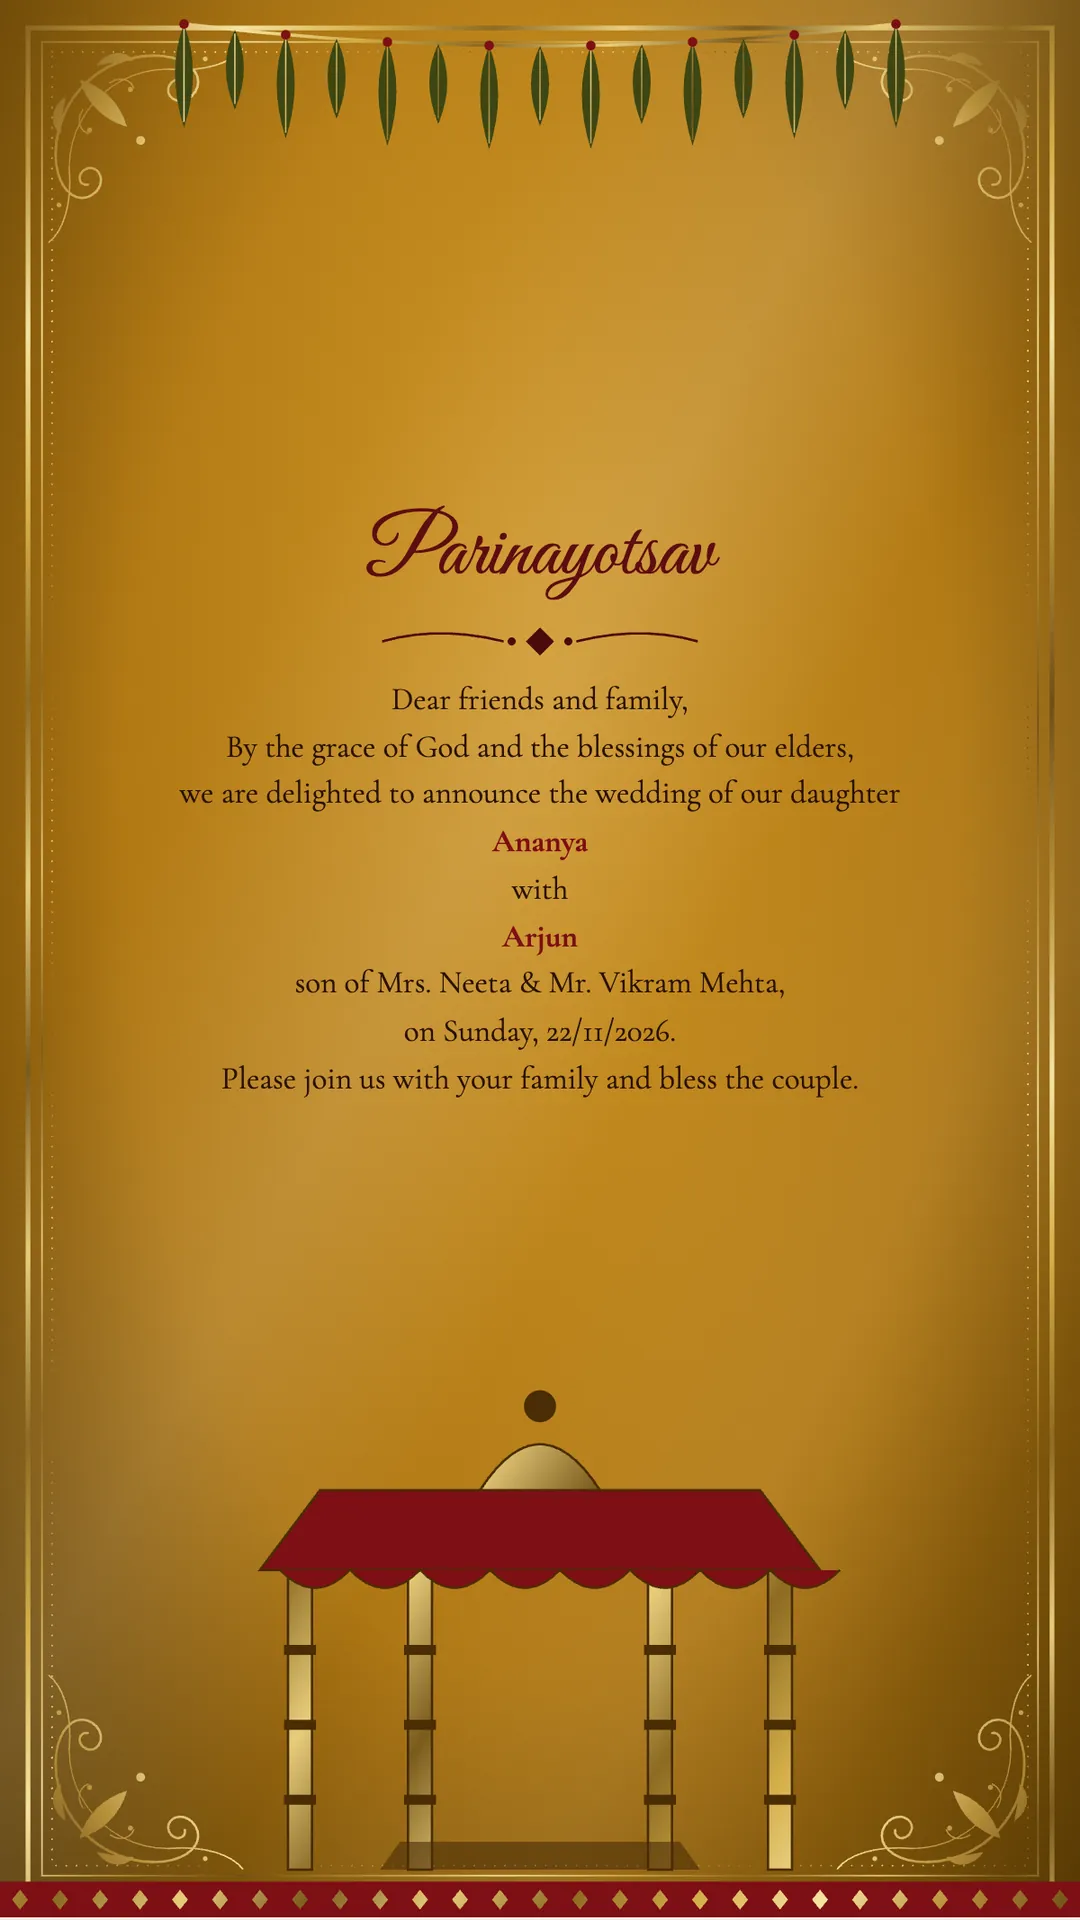 Parinayotsav
Dear friends and family,
By the grace of God and the blessings of our elders,
we are delighted to announce the wedding of our daughter
Ananya
with
Arjun
son of Mrs. Neeta & Mr. Vikram Mehta,
on Sunday, 22/11/2026.
Please join us with your family and bless the couple.